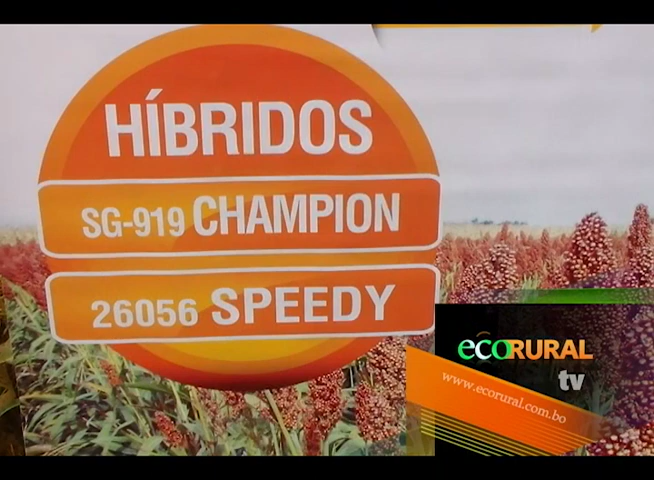 HÍBRIDOS
SG-919 CHAMPION
26056 SPEEDY
ecoRURAL
tv
www.ecorural.com.bo